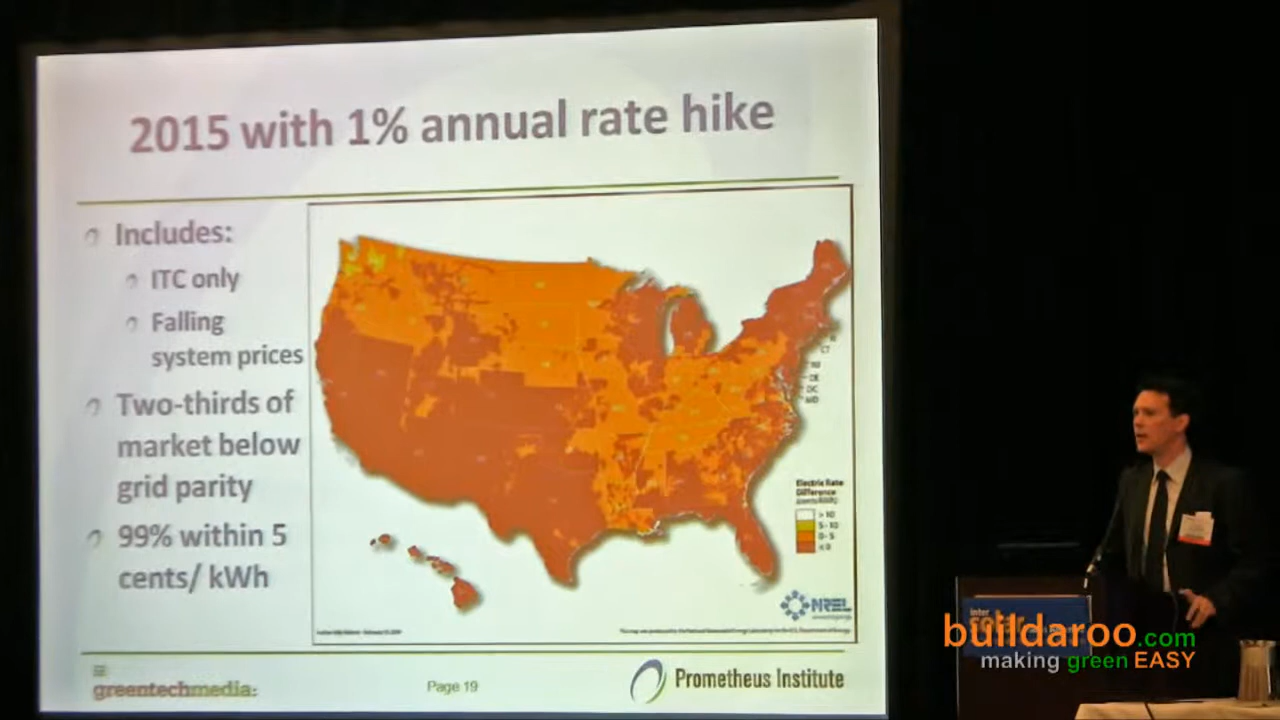 2015 with 1% annual rate hike
Includes:
ITC only
Falling
system prices
Two-thirds of
market below
grid parity
99% within 5
cents/ kWh
Electric Rate
Difference
> 10
5-10
0-5
< 0
NREL
greentechmedia:
Page 19
Prometheus Institute
inter
solar
buildaroo.com
making green EASY